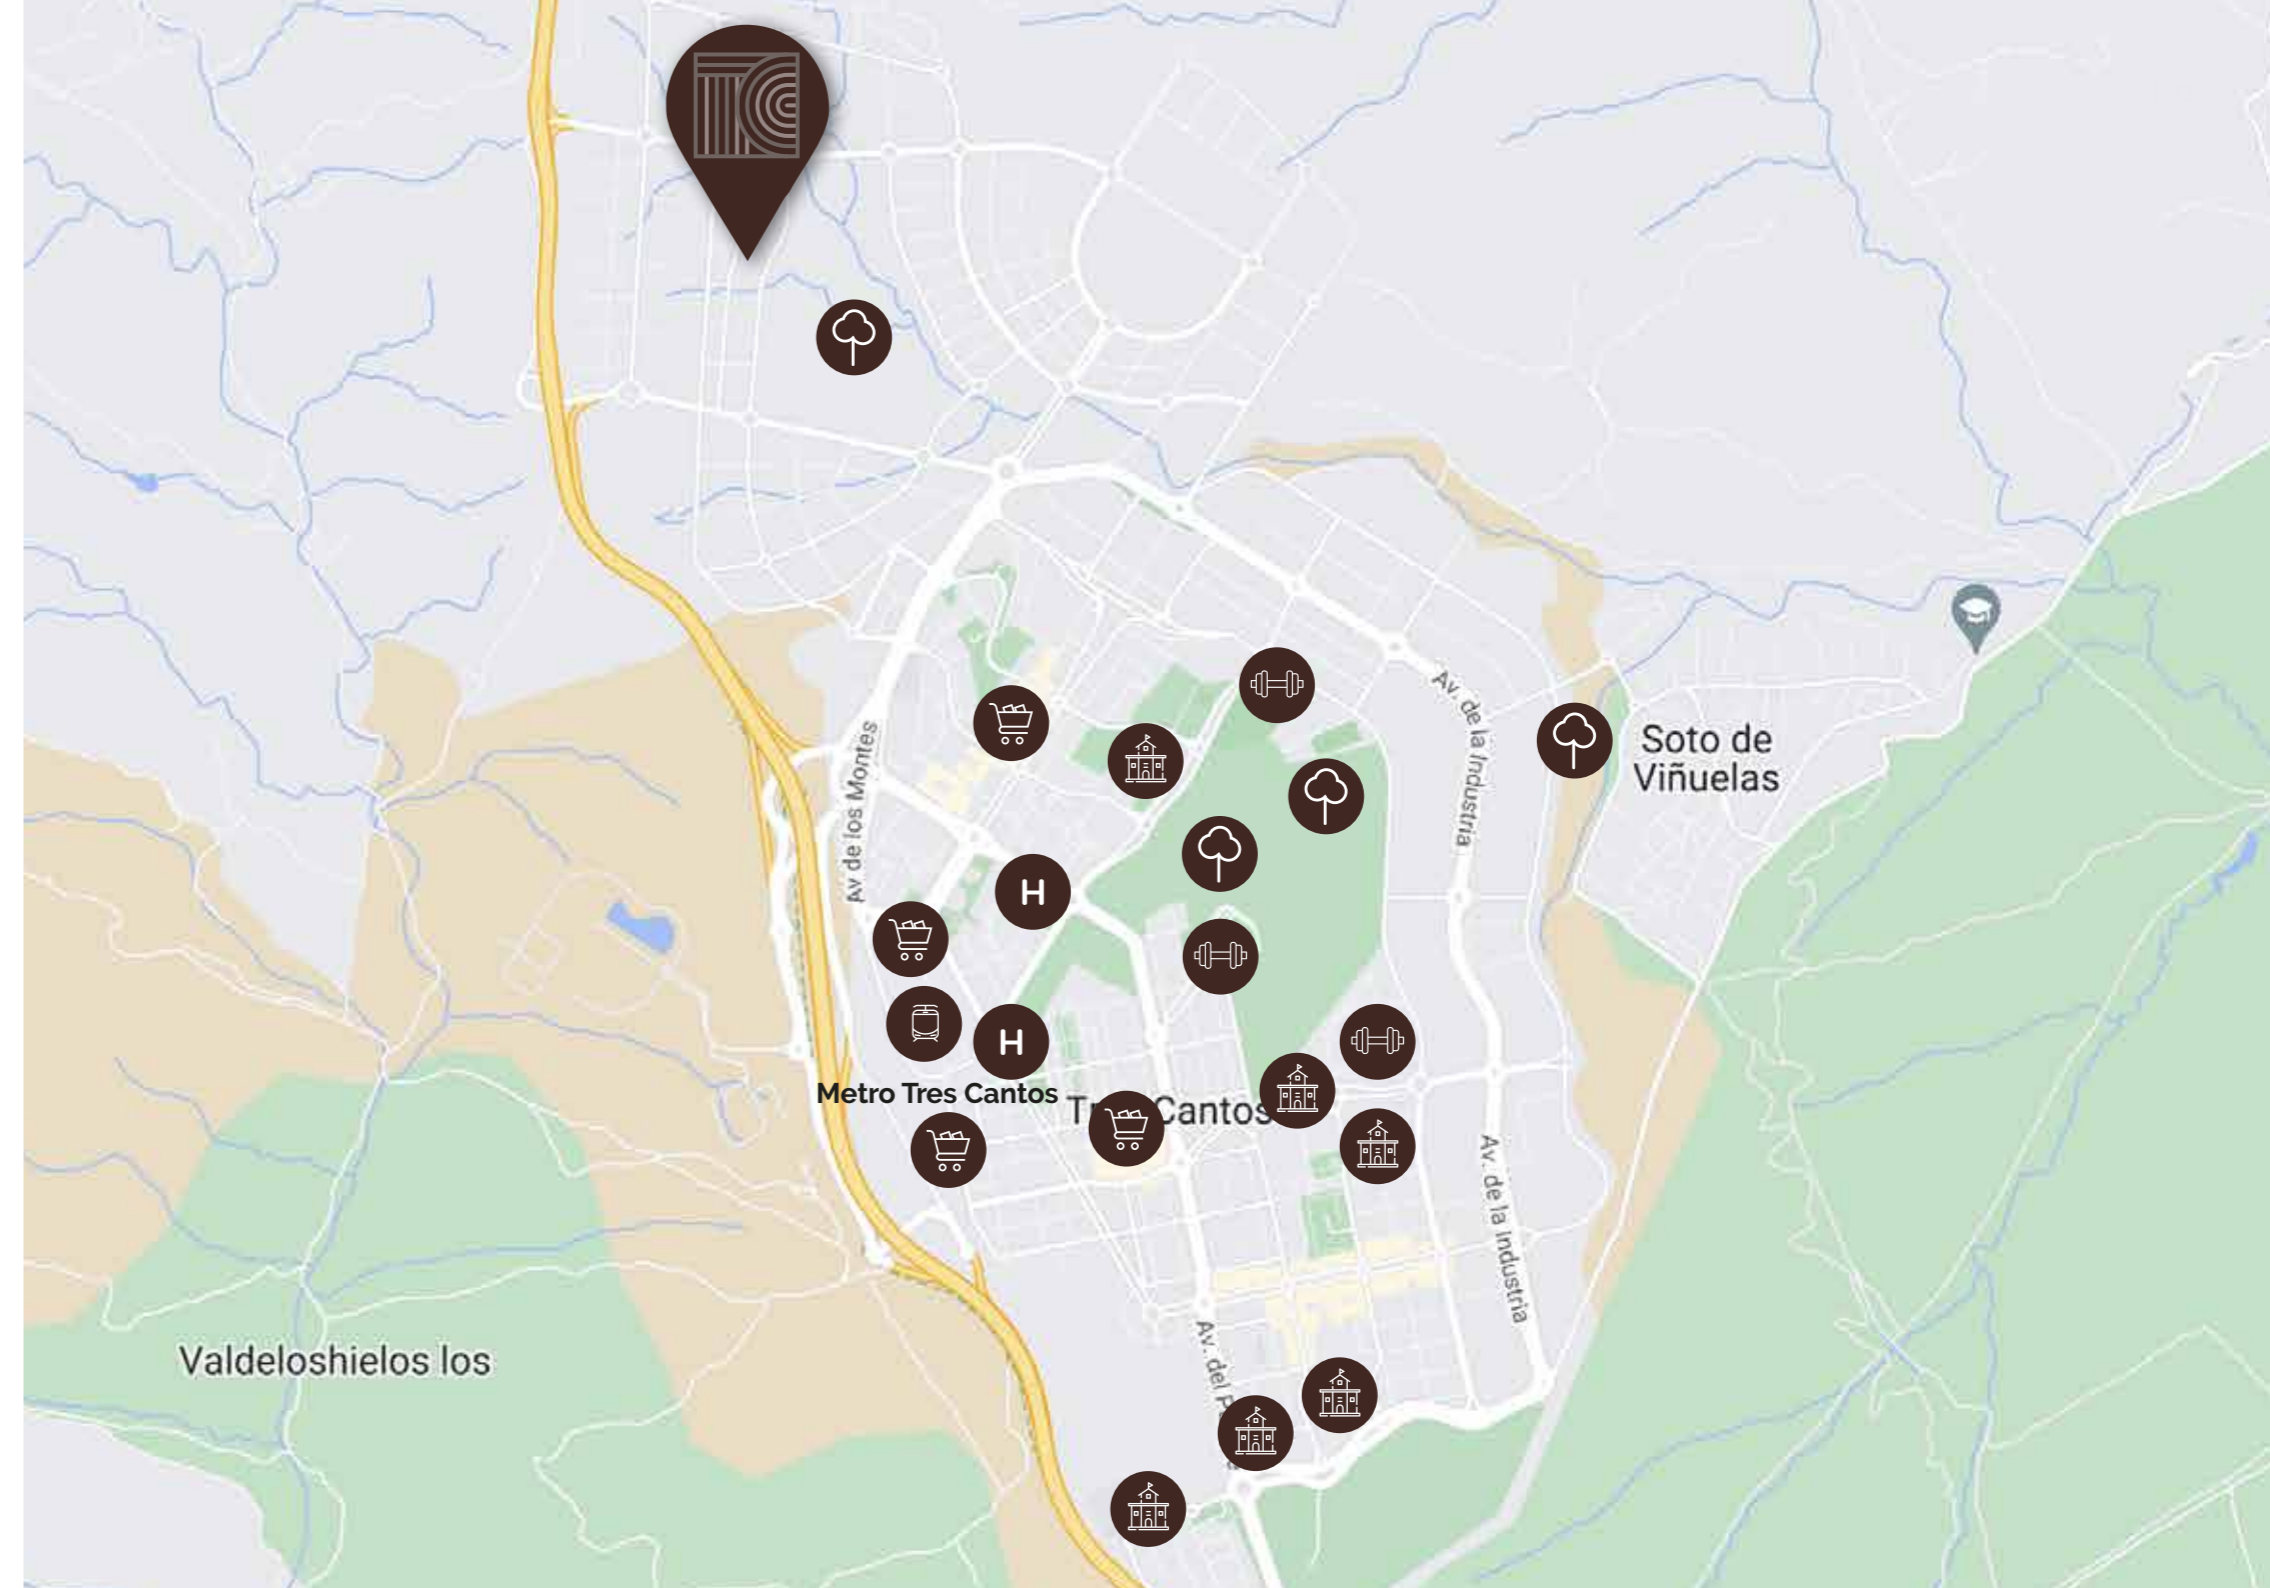 Av. de la Industria
Soto de
Viñuelas
Av de los Montes
H
H
Metro Tres Cantos
Cantos
Av. de la Industria
Valdeloshielos los
Av. del